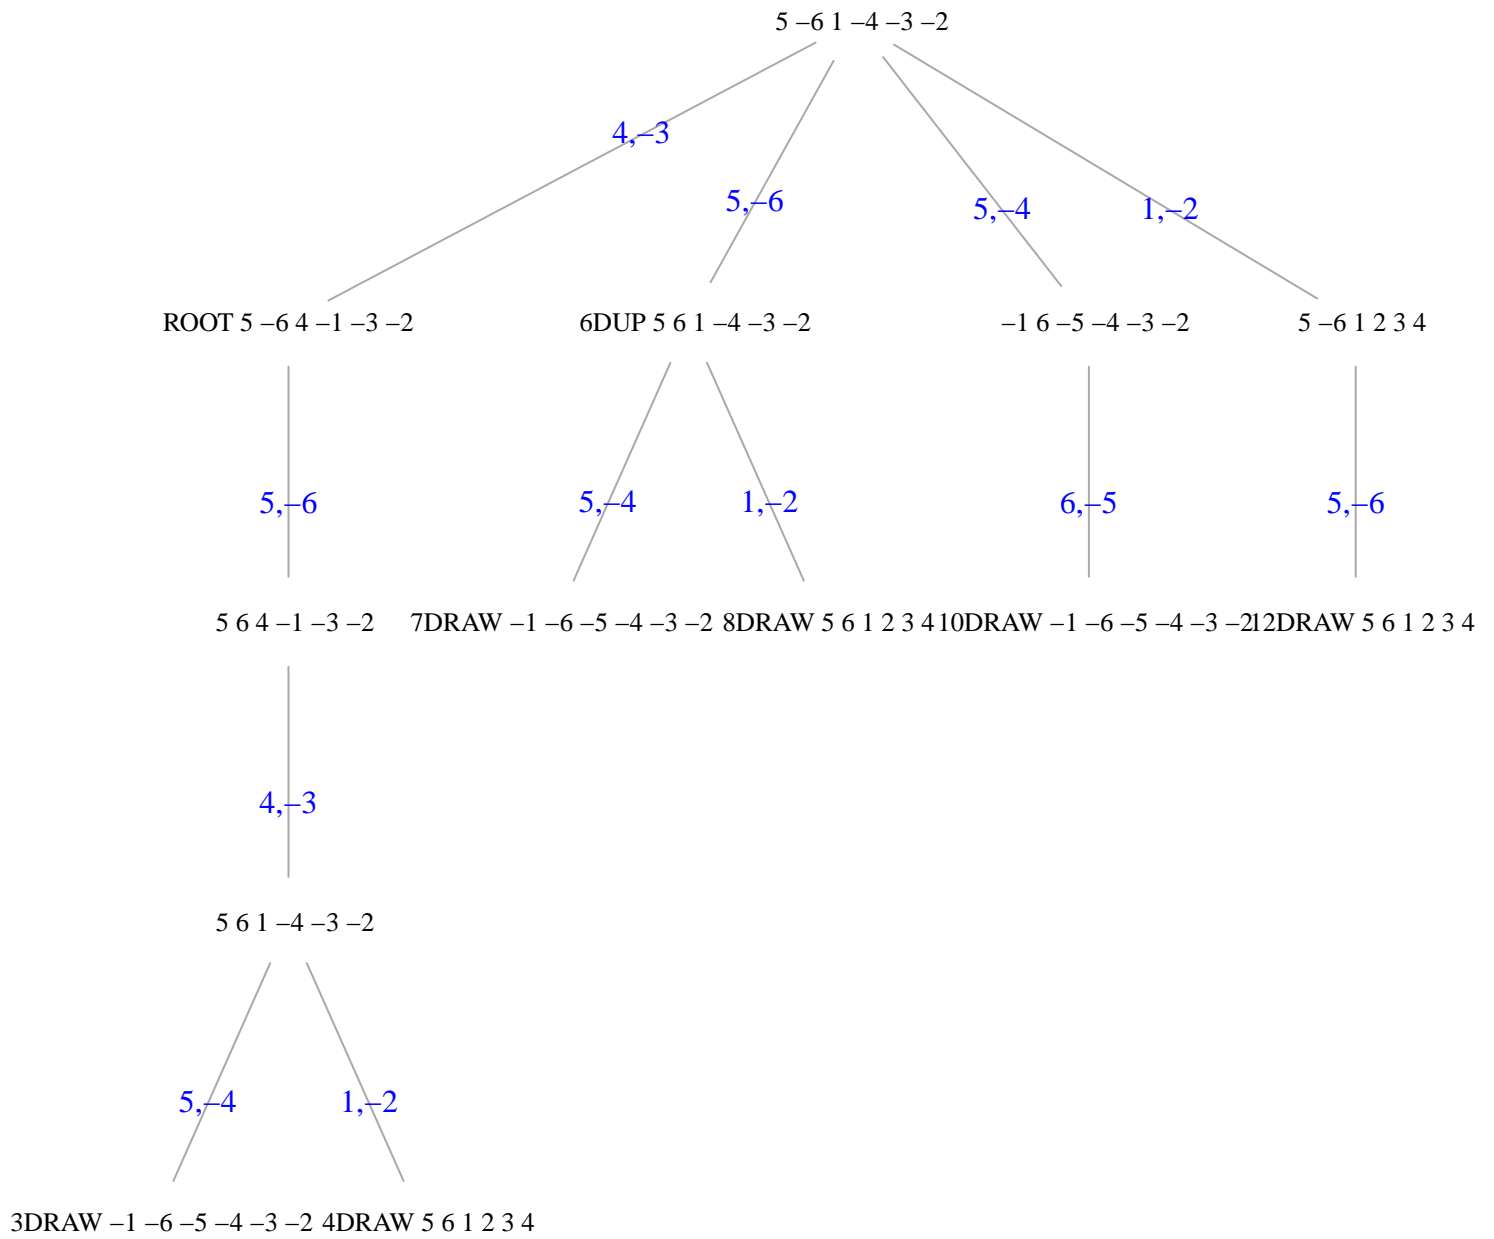 5 –6 1 –4 –3 –2
4,–3
5,–6
5,–4
1,–2
ROOT 5 –6 4 –1 –3 –2
6DUP 5 6 1 –4 –3 –2
–1 6 –5 –4 –3 –2
5 –6 1 2 3 4
5,–6
5,–4
1,–2
6,–5
5,–6
5 6 4 –1 –3 –2
7DRAW –1 –6 –5 –4 –3 –2
8DRAW 5 6 1 2 3 4
10DRAW –1 –6 –5 –4 –3 –2
12DRAW 5 6 1 2 3 4
4,–3
5 6 1 –4 –3 –2
5,–4
1,–2
3DRAW –1 –6 –5 –4 –3 –2
4DRAW 5 6 1 2 3 4